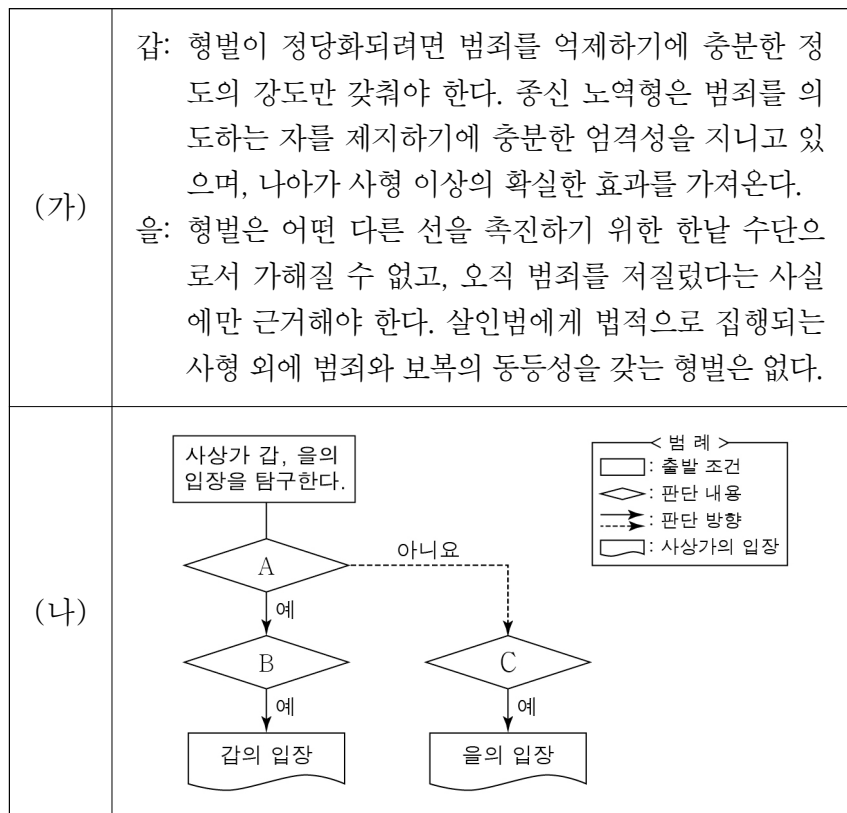 (가)
갑: 형벌이 정당화되려면 범죄를 억제하기에 충분한 정
도의 강도만 갖춰야 한다. 종신 노역형은 범죄를 의
도하는 자를 제지하기에 충분한 엄격성을 지니고 있
으며, 나아가 사형 이상의 확실한 효과를 가져온다.
을: 형벌은 어떤 다른 선을 촉진하기 위한 한낱 수단으
로서 가해질 수 없고, 오직 범죄를 저질렀다는 사실
에만 근거해야 한다. 살인범에게 법적으로 집행되는
사형 외에 범죄와 보복의 동등성을 갖는 형벌은 없다.
(나)
사상가 갑, 을의
입장을 탐구한다.
<범 례>
: 출발 조건
: 판단 내용
: 판단 방향
: 사상가의 입장
A
아니요
예
B
C
예
예
갑의 입장
을의 입장